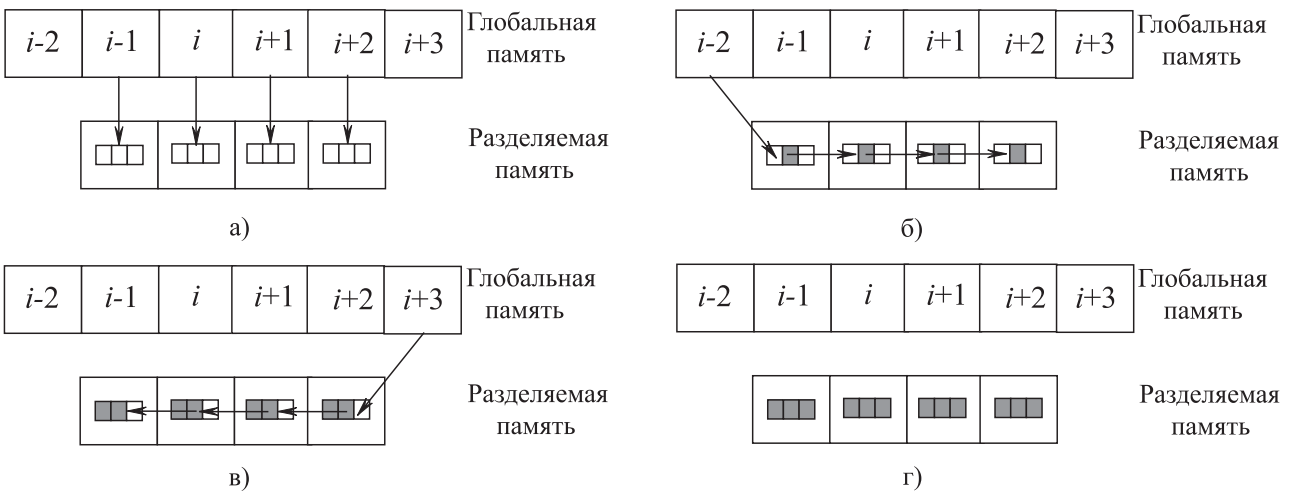 i-2 i-1 i i+1 i+2 i+3
Глобальная
память
Разделяемая
память
а)
i-2 i-1 i i+1 i+2 i+3
Глобальная
память
Разделяемая
память
б)
i-2 i-1 i i+1 i+2 i+3
Глобальная
память
Разделяемая
память
в)
i-2 i-1 i i+1 i+2 i+3
Глобальная
память
Разделяемая
память
г)